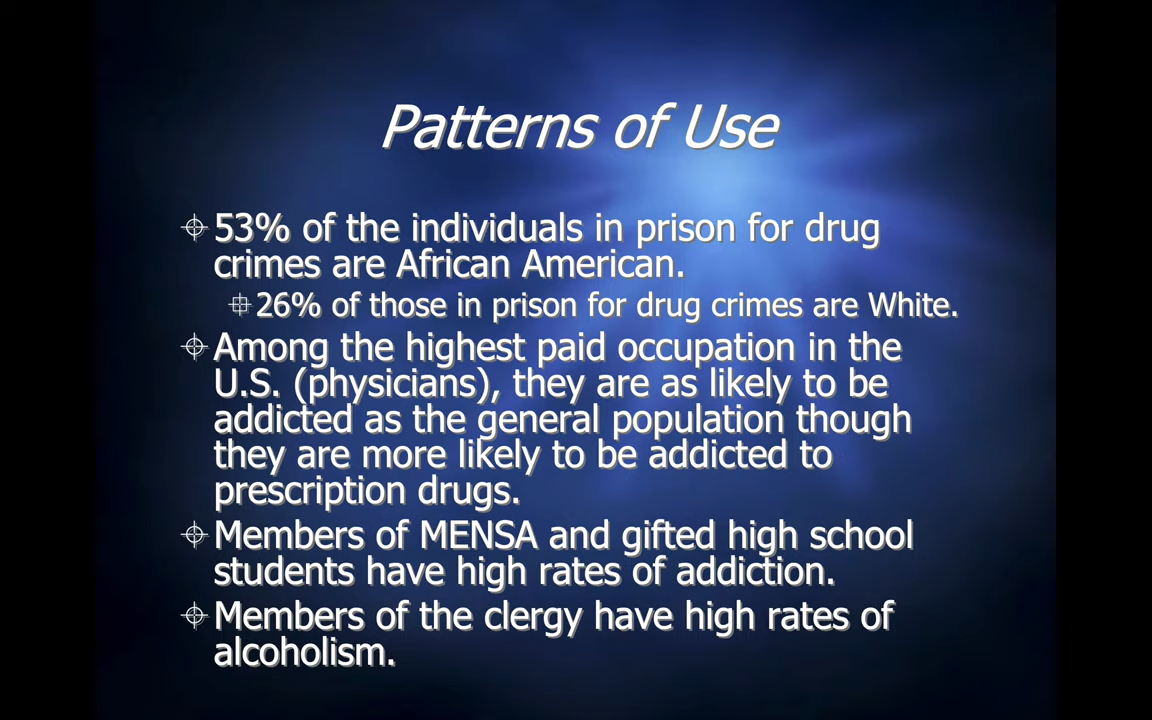 Patterns of Use
53% of the individuals in prison for drug
crimes are African American.
26% of those in prison for drug crimes are White.
Among the highest paid occupation in the
U.S. (physicians), they are as likely to be
addicted as the general population though
they are more likely to be addicted to
prescription drugs.
Members of MENSA and gifted high school
students have high rates of addiction.
Members of the clergy have high rates of
alcoholism.